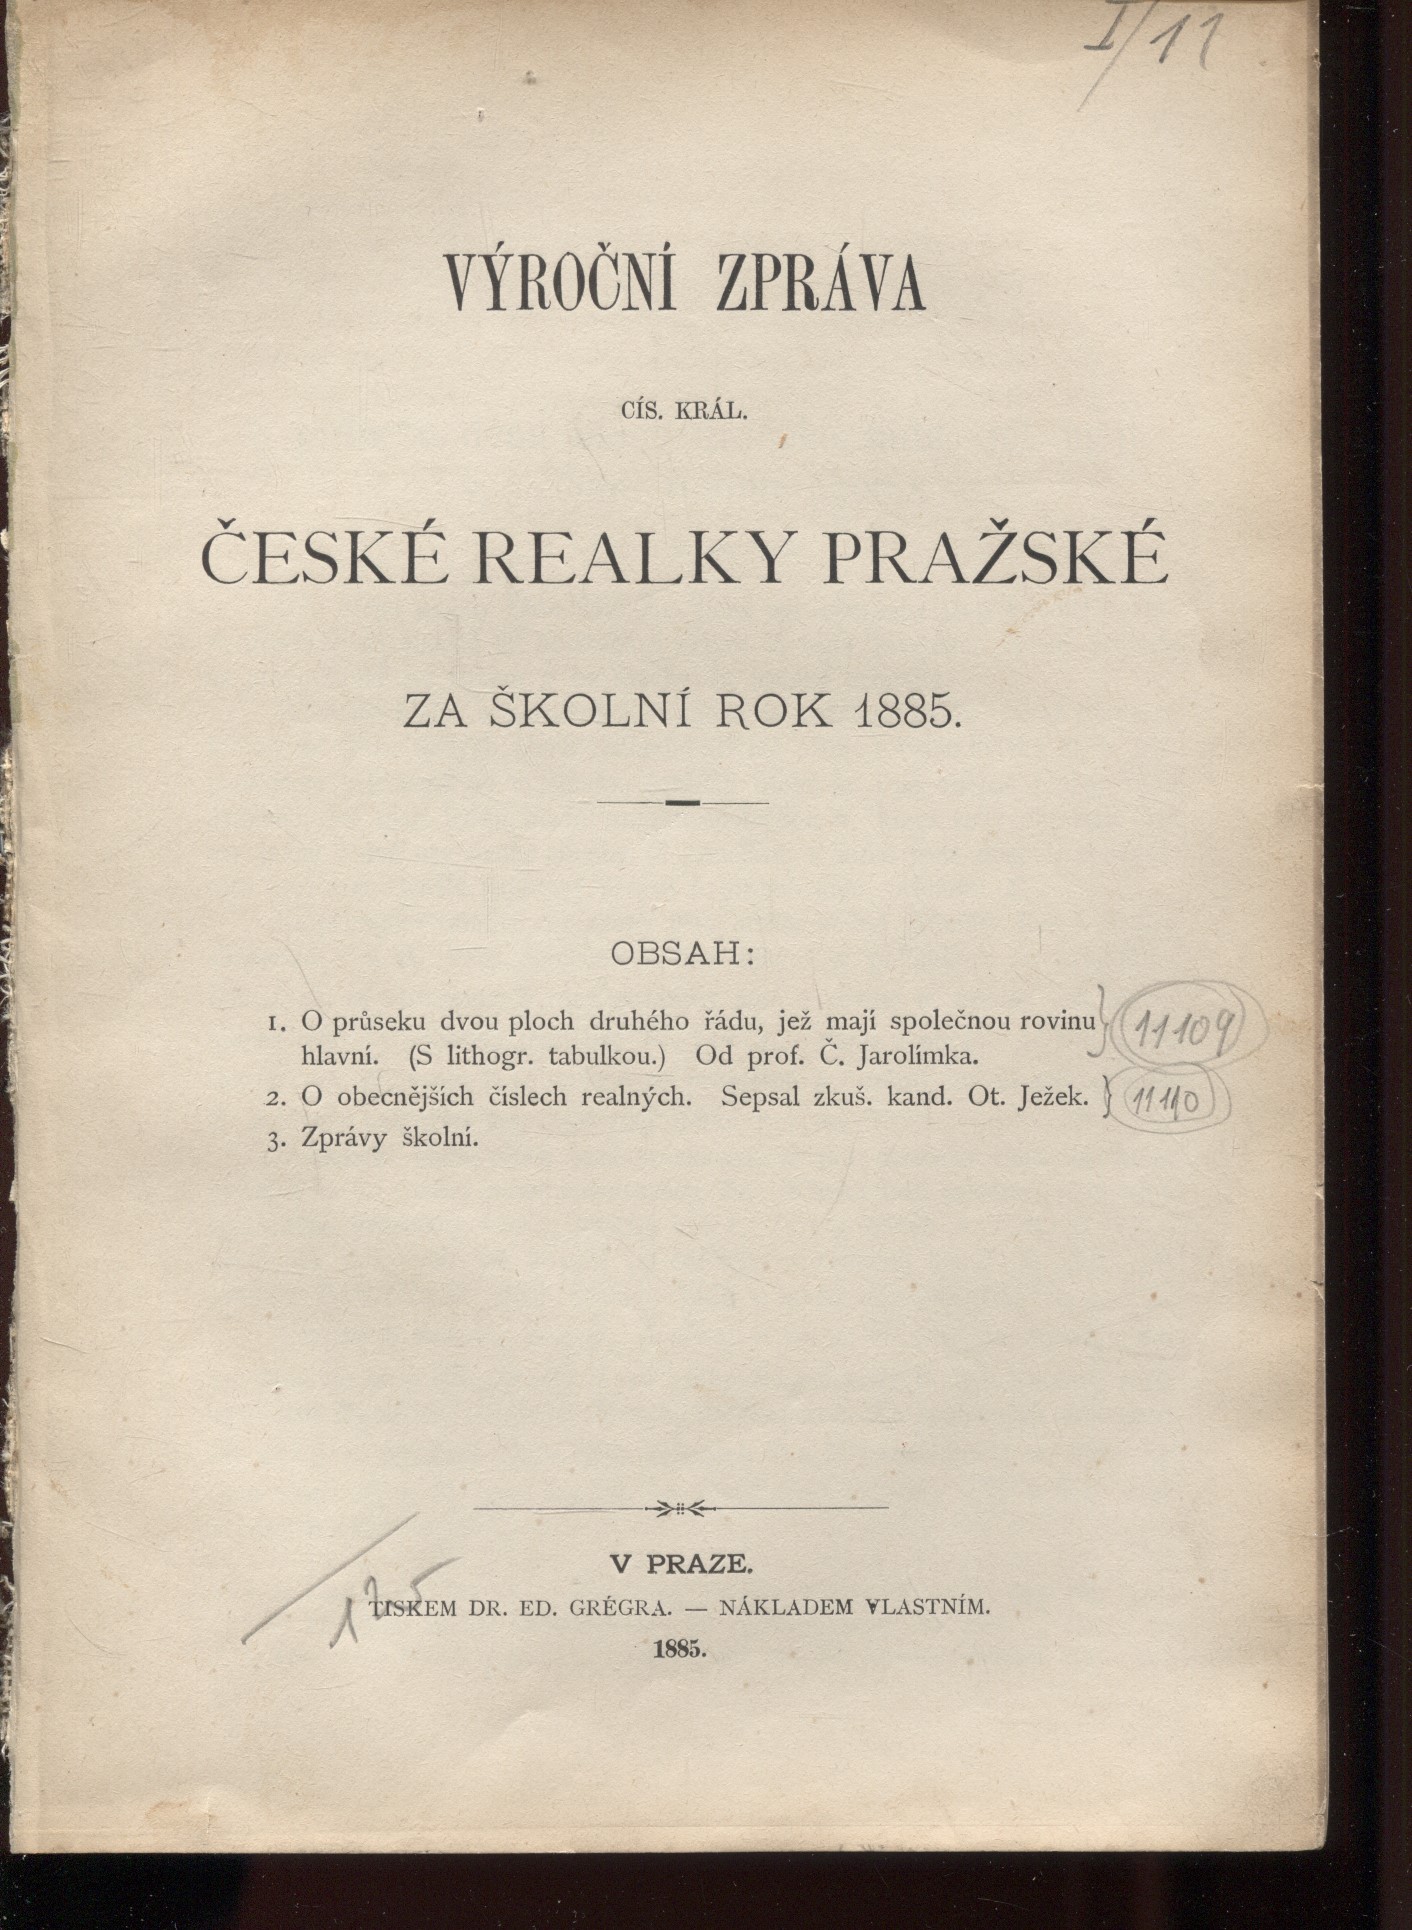 I/11
VÝROČNÍ ZPRÁVA
CÍS. KRÁL.
ČESKÉ REALKY PRAŽSKÉ
ZA ŠKOLNÍ ROK 1885.
OBSAH:
1. O průseku dvou ploch druhého řádu, jež mají společnou rovinu } 11109
hlavní. (S lithogr. tabulkou.) Od prof. Č. Jarolímka.
2. O obecnějších číslech realných. Sepsal zkuš. kand. Ot. Ježek. } 11110
3. Zprávy školní.
V PRAZE.
TISKEM DR. ED. GRÉGRA. — NÁKLADEM VLASTNÍM.
1885.